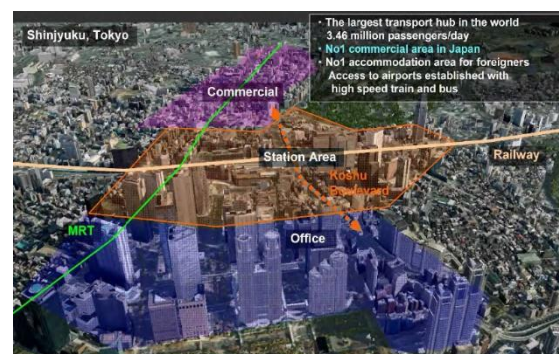 Shinjyuku, Tokyo
• The largest transport hub in the world
3.46 million passengers/day
• No1 commercial area in Japan
• No1 accommodation area for foreigners
Access to airports established with
high speed train and bus
Commercial
Station Area
Railway
Koshu
Boulevard
MRT
Office